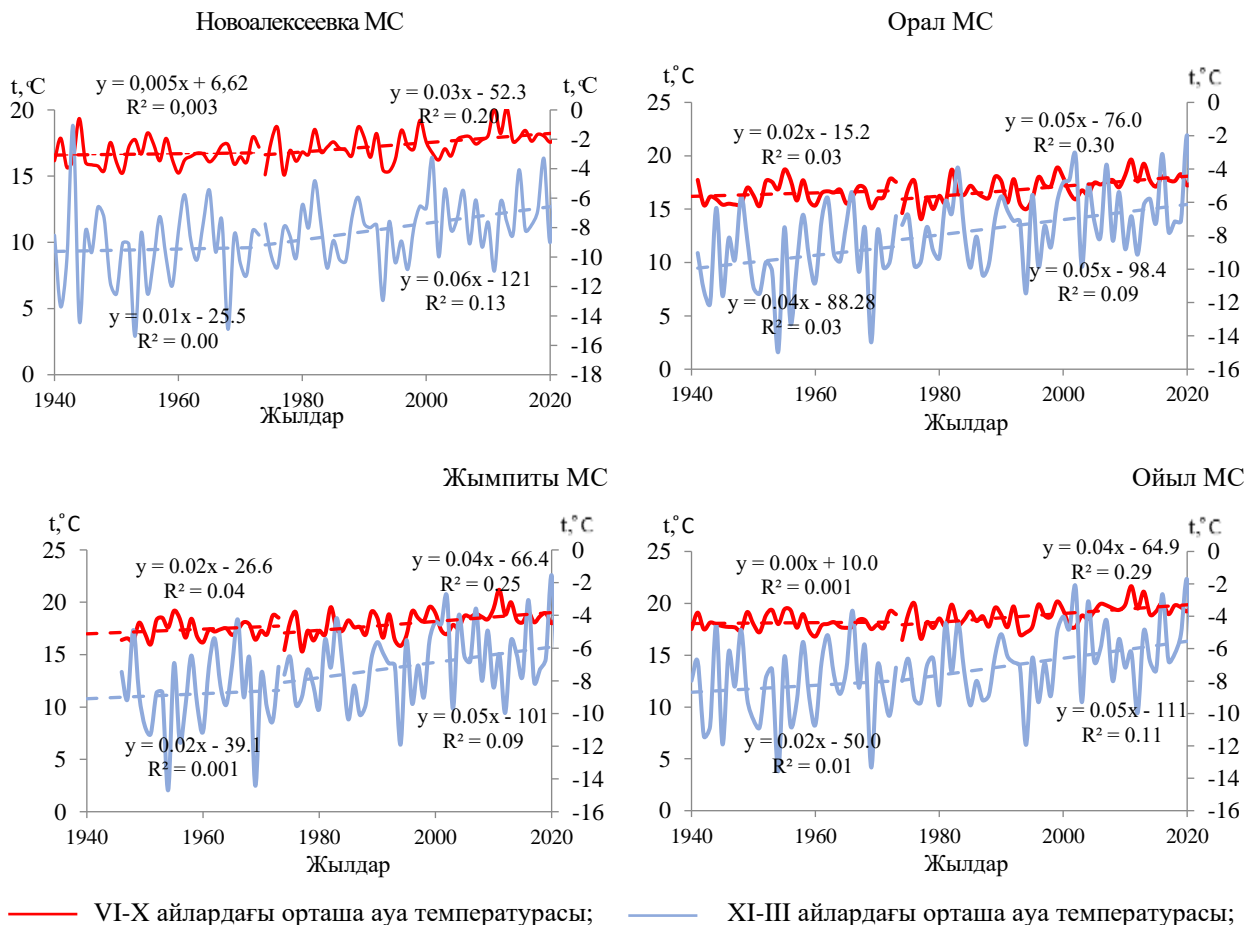 Новоалексеевка МС
t,°C
t,°C
y = 0,005x + 6,62
R² = 0,003
y = 0.03x - 52.3
R² = 0.20
y = 0.01x - 25.5
R² = 0.00
y = 0.06x - 121
R² = 0.13
20
15
10
5
0
0
-2
-4
-6
-8
-10
-12
-14
-16
-18
1940
1960
1980
2000
2020
Жылдар
Орал МС
t,°C
t,°C
y = 0.02x - 15.2
R² = 0.03
y = 0.05x - 76.0
R² = 0.30
y = 0.04x - 88.28
R² = 0.03
y = 0.05x - 98.4
R² = 0.09
25
20
15
10
5
0
0
-2
-4
-6
-8
-10
-12
-14
-16
1940
1960
1980
2000
2020
Жылдар
Жымпиты МС
t,°C
t,°C
y = 0.02x - 26.6
R² = 0.04
y = 0.04x - 66.4
R² = 0.25
y = 0.02x - 39.1
R² = 0.001
y = 0.05x - 101
R² = 0.09
25
20
15
10
5
0
0
-2
-4
-6
-8
-10
-12
-14
-16
1940
1960
1980
2000
2020
Жылдар
Ойыл МС
t,°C
t,°C
y = 0.00x + 10.0
R² = 0.001
y = 0.04x - 64.9
R² = 0.29
y = 0.02x - 50.0
R² = 0.01
y = 0.05x - 111
R² = 0.11
25
20
15
10
5
0
0
-2
-4
-6
-8
-10
-12
-14
-16
1940
1960
1980
2000
2020
Жылдар
VI-X айлардағы орташа ауа температурасы;
XI-III айлардағы орташа ауа температурасы;